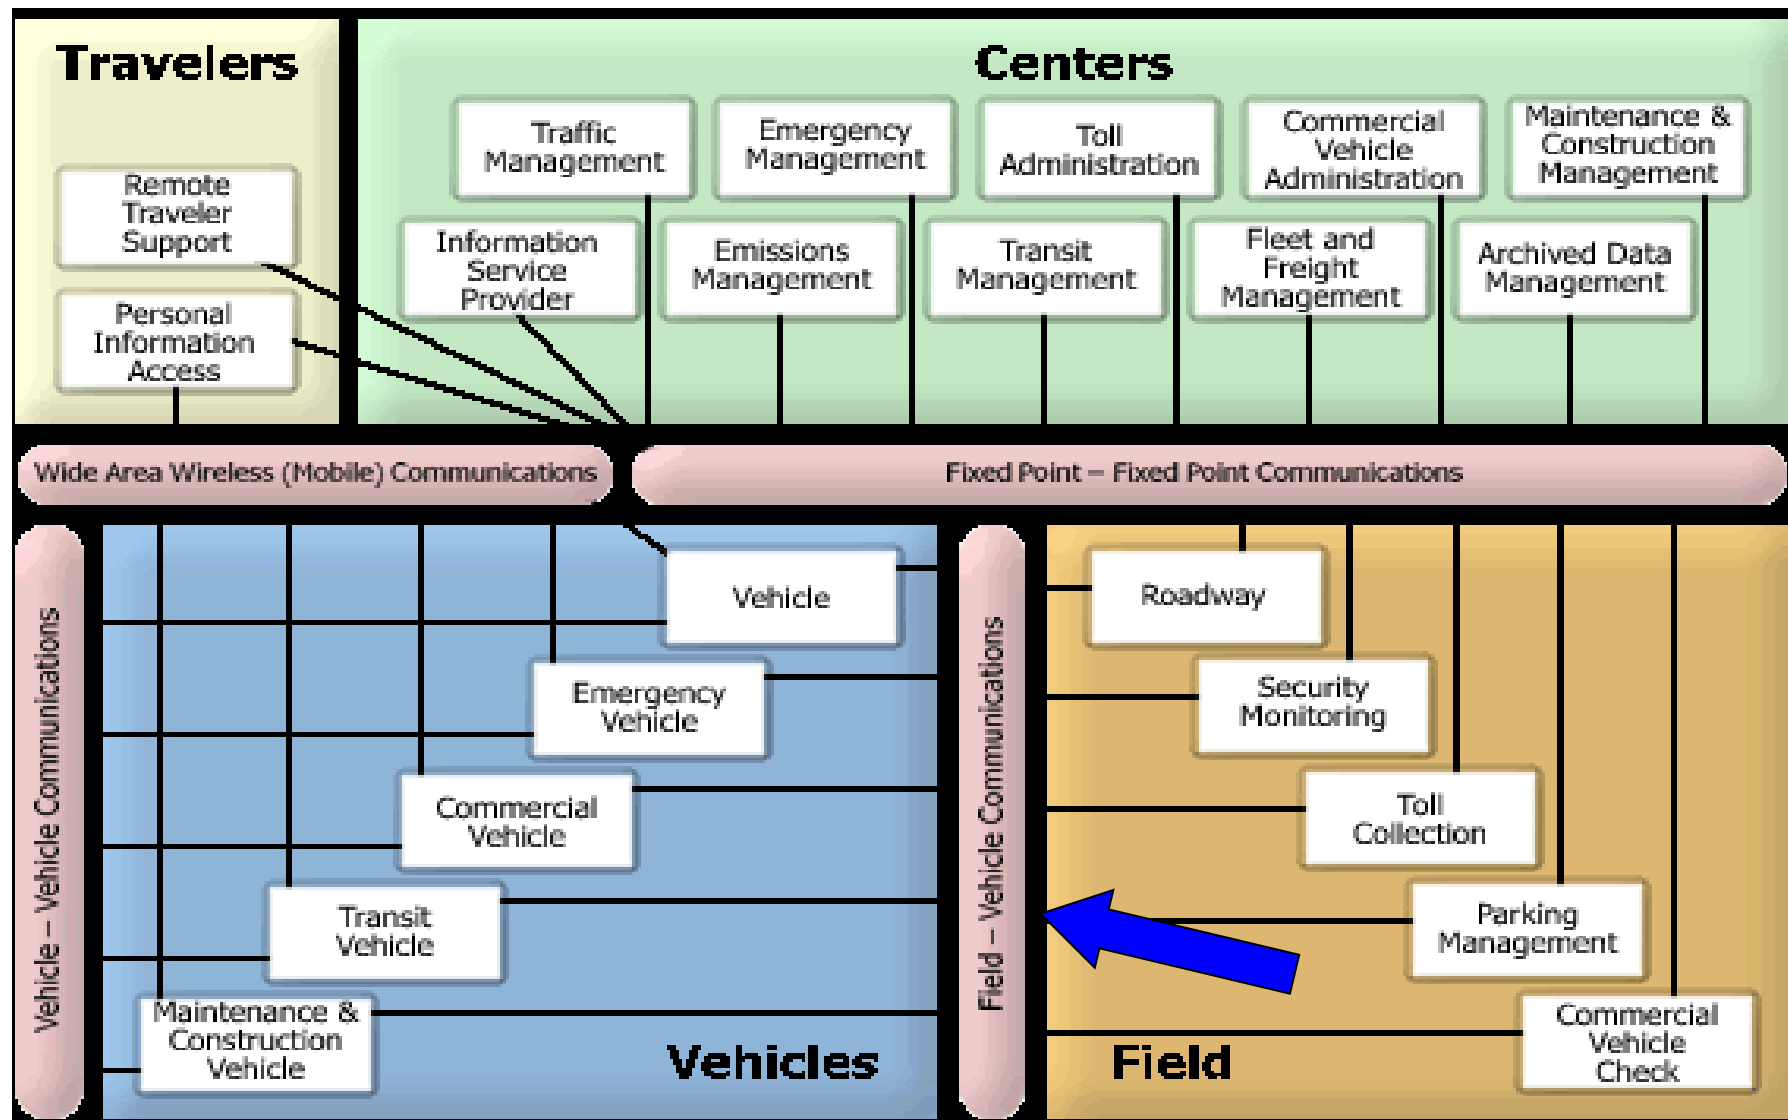 Travelers
Remote
Traveler
Support
Personal
Information
Access
Centers
Traffic
Management
Emergency
Management
Toll
Administration
Commercial
Vehicle
Administration
Maintenance &
Construction
Management
Information
Service
Provider
Emissions
Management
Transit
Management
Fleet and
Freight
Management
Archived Data
Management
Wide Area Wireless (Mobile) Communications
Fixed Point – Fixed Point Communications
Vehicle – Vehicle Communications
Vehicle
Emergency
Vehicle
Commercial
Vehicle
Transit
Vehicle
Maintenance &
Construction
Vehicle
Vehicles
Field – Vehicle Communications
Roadway
Security
Monitoring
Toll
Collection
Parking
Management
Commercial
Vehicle
Check
Field